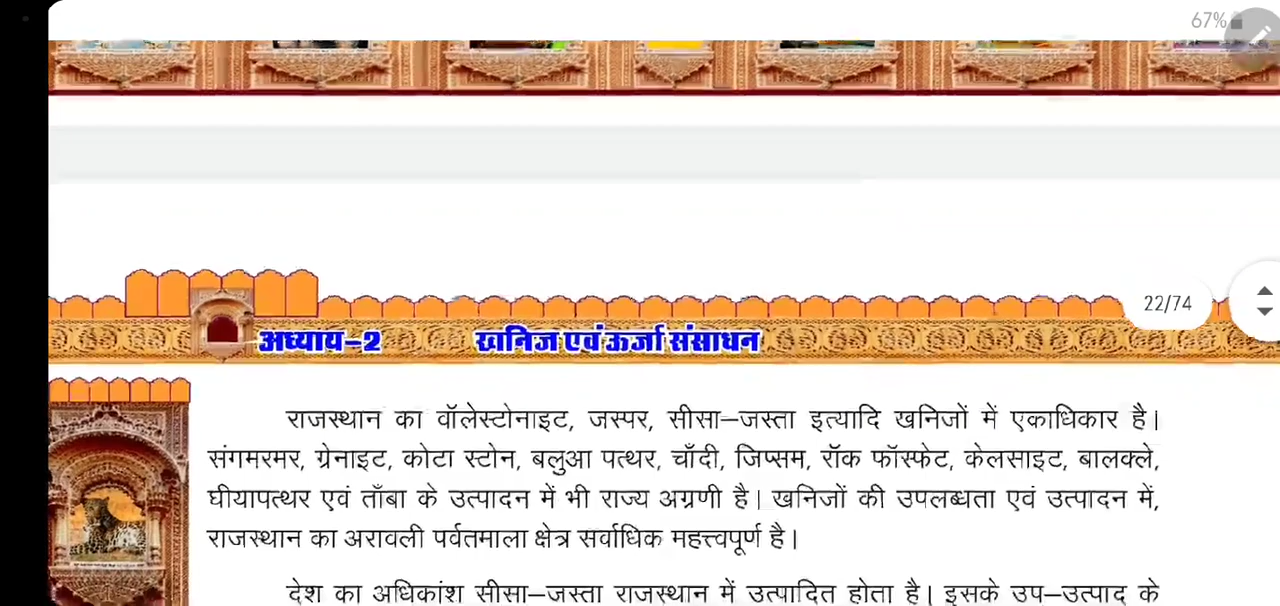 67%
22/74
अध्याय–2 खनिज एवं ऊर्जा संसाधन
राजस्थान का वॉलेस्टोनाइट, जस्पर, सीसा–जस्ता इत्यादि खनिजों में एकाधिकार है।
संगमरमर, ग्रेनाइट, कोटा स्टोन, बलुआ पत्थर, चाँदी, जिप्सम, रॉक फॉस्फेट, केलसाइट, बालक्ले,
घीयापत्थर एवं ताँबा के उत्पादन में भी राज्य अग्रणी है। खनिजों की उपलब्धता एवं उत्पादन में,
राजस्थान का अरावली पर्वतमाला क्षेत्र सर्वाधिक महत्त्वपूर्ण है।
देश का अधिकांश सीसा–जस्ता राजस्थान में उत्पादित होता है। इसके उप–उत्पाद के